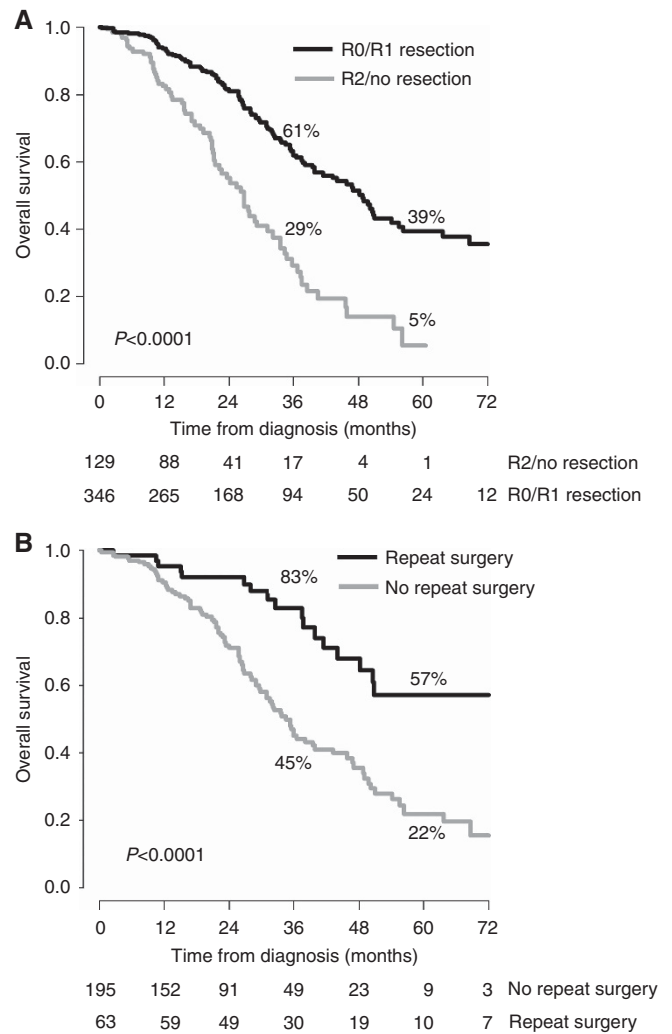 A
1.0
0.8
0.6
0.4
0.2
0.0
Overall survival
R0/R1 resection
R2/no resection
61%
39%
29%
5%
P<0.0001
0 12 24 36 48 60 72
Time from diagnosis (months)
129 88 41 17 4 1 R2/no resection
346 265 168 94 50 24 12 R0/R1 resection
B
1.0
0.8
0.6
0.4
0.2
0.0
Overall survival
Repeat surgery
No repeat surgery
83%
57%
45%
22%
P<0.0001
0 12 24 36 48 60 72
Time from diagnosis (months)
195 152 91 49 23 9 3 No repeat surgery
63 59 49 30 19 10 7 Repeat surgery